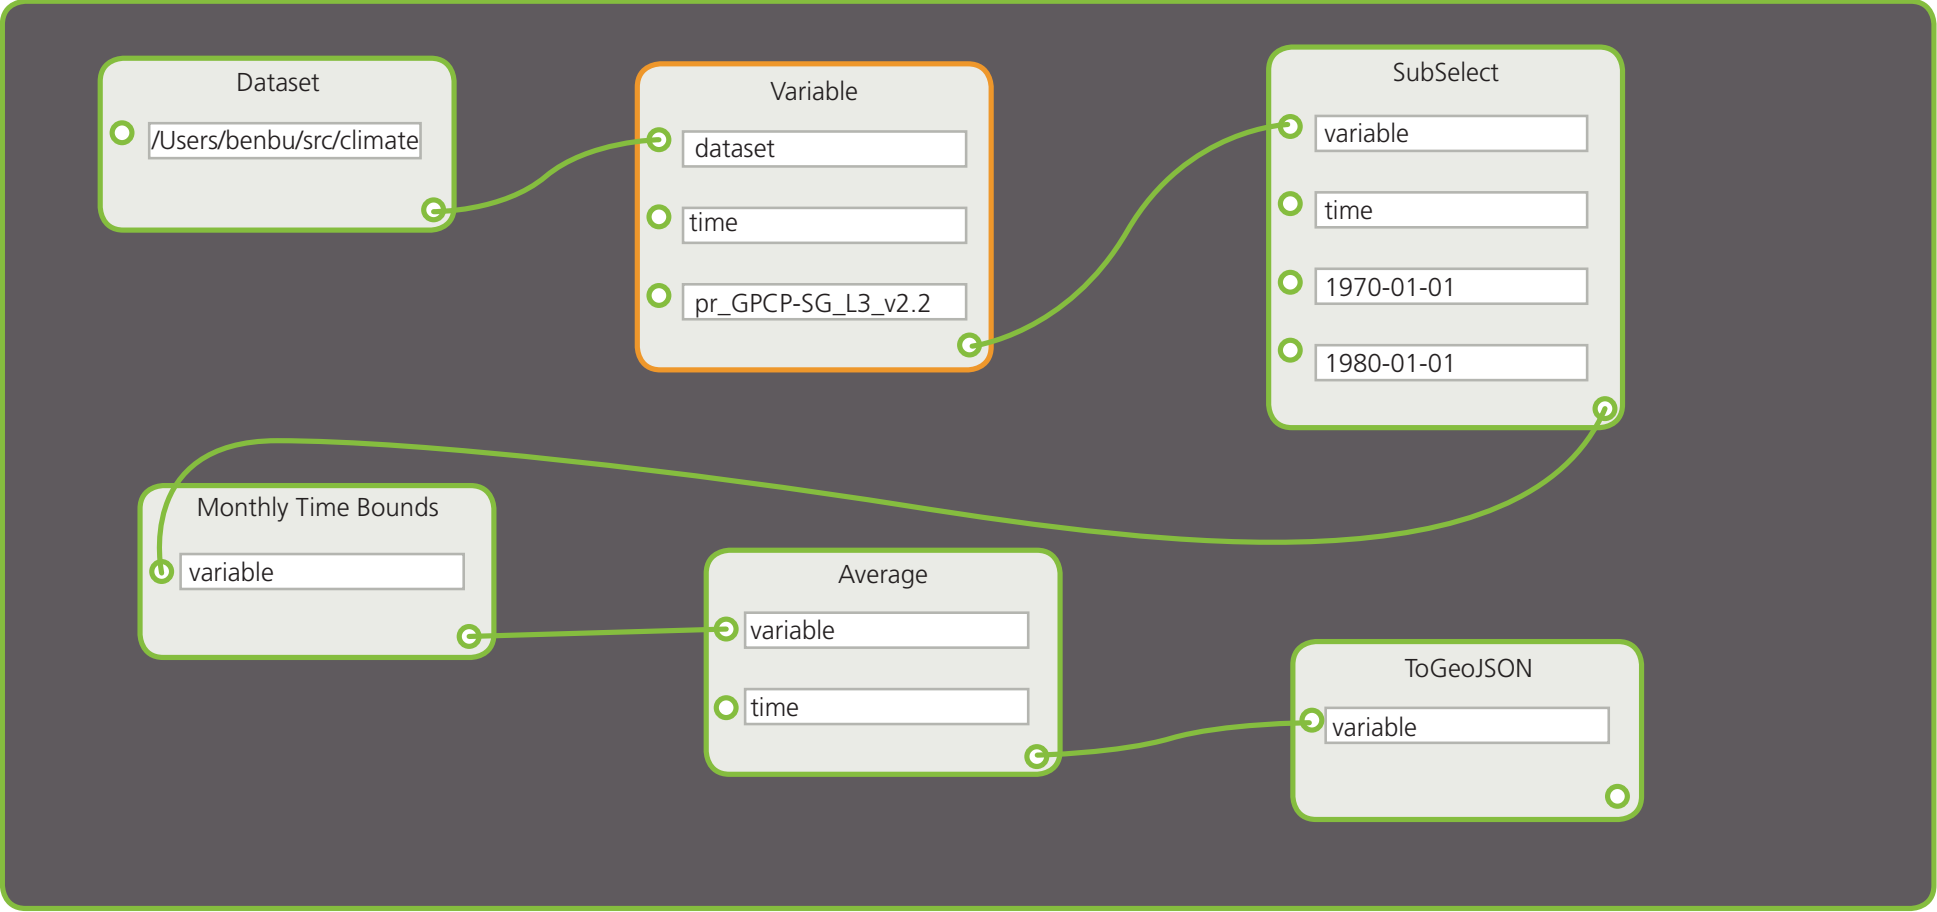 Dataset
/Users/benbu/src/climate
Variable
dataset
time
pr_GPCP-SG_L3_v2.2
SubSelect
variable
time
1970-01-01
1980-01-01
Monthly Time Bounds
variable
Average
variable
time
ToGeoJSON
variable